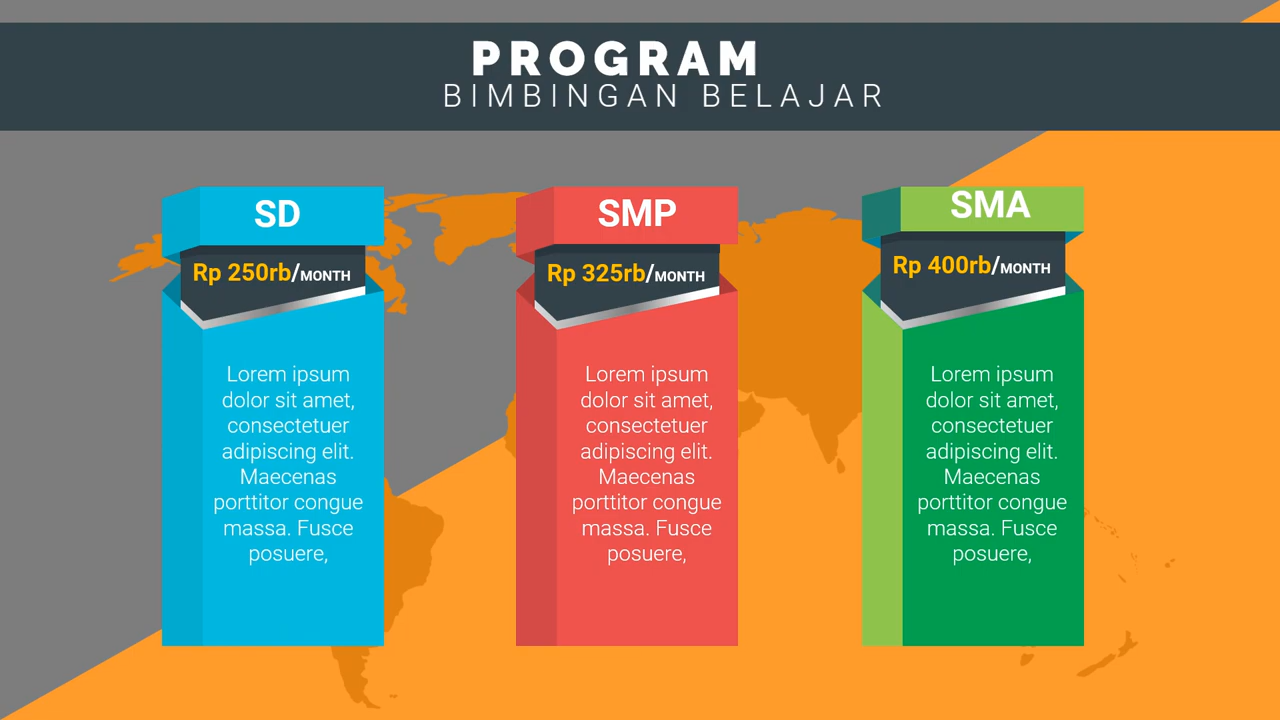 PROGRAM
BIMBINGAN BELAJAR
SD
Rp 250rb/MONTH
Lorem ipsum
dolor sit amet,
consectetuer
adipiscing elit.
Maecenas
porttitor congue
massa. Fusce
posuere,
SMP
Rp 325rb/MONTH
Lorem ipsum
dolor sit amet,
consectetuer
adipiscing elit.
Maecenas
porttitor congue
massa. Fusce
posuere,
SMA
Rp 400rb/MONTH
Lorem ipsum
dolor sit amet,
consectetuer
adipiscing elit.
Maecenas
porttitor congue
massa. Fusce
posuere,